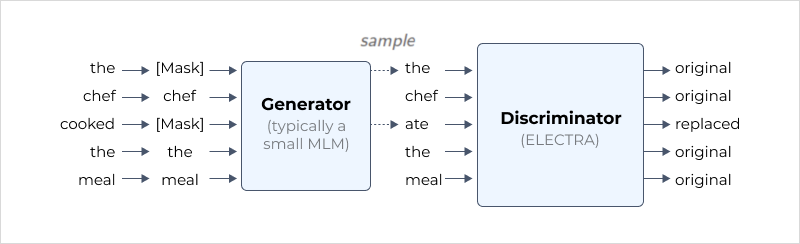 sample
the [Mask] the original
chef chef chef original
cooked [Mask] ate replaced
the the the original
meal meal meal original
Generator
(typically a
small MLM)
Discriminator
(ELECTRA)